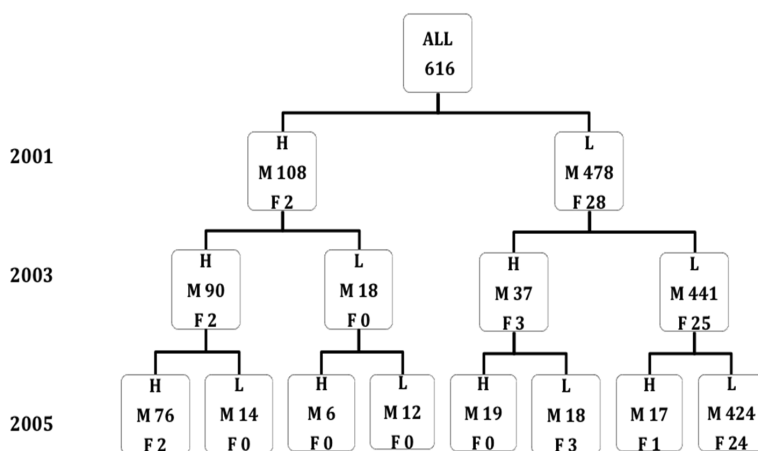 ALL
616
2001
H
M 108
F 2
L
M 478
F 28
2003
H
M 90
F 2
L
M 18
F 0
H
M 37
F 3
L
M 441
F 25
2005
H
M 76
F 2
L
M 14
F 0
H
M 6
F 0
L
M 12
F 0
H
M 19
F 0
L
M 18
F 3
H
M 17
F 1
L
M 424
F 24